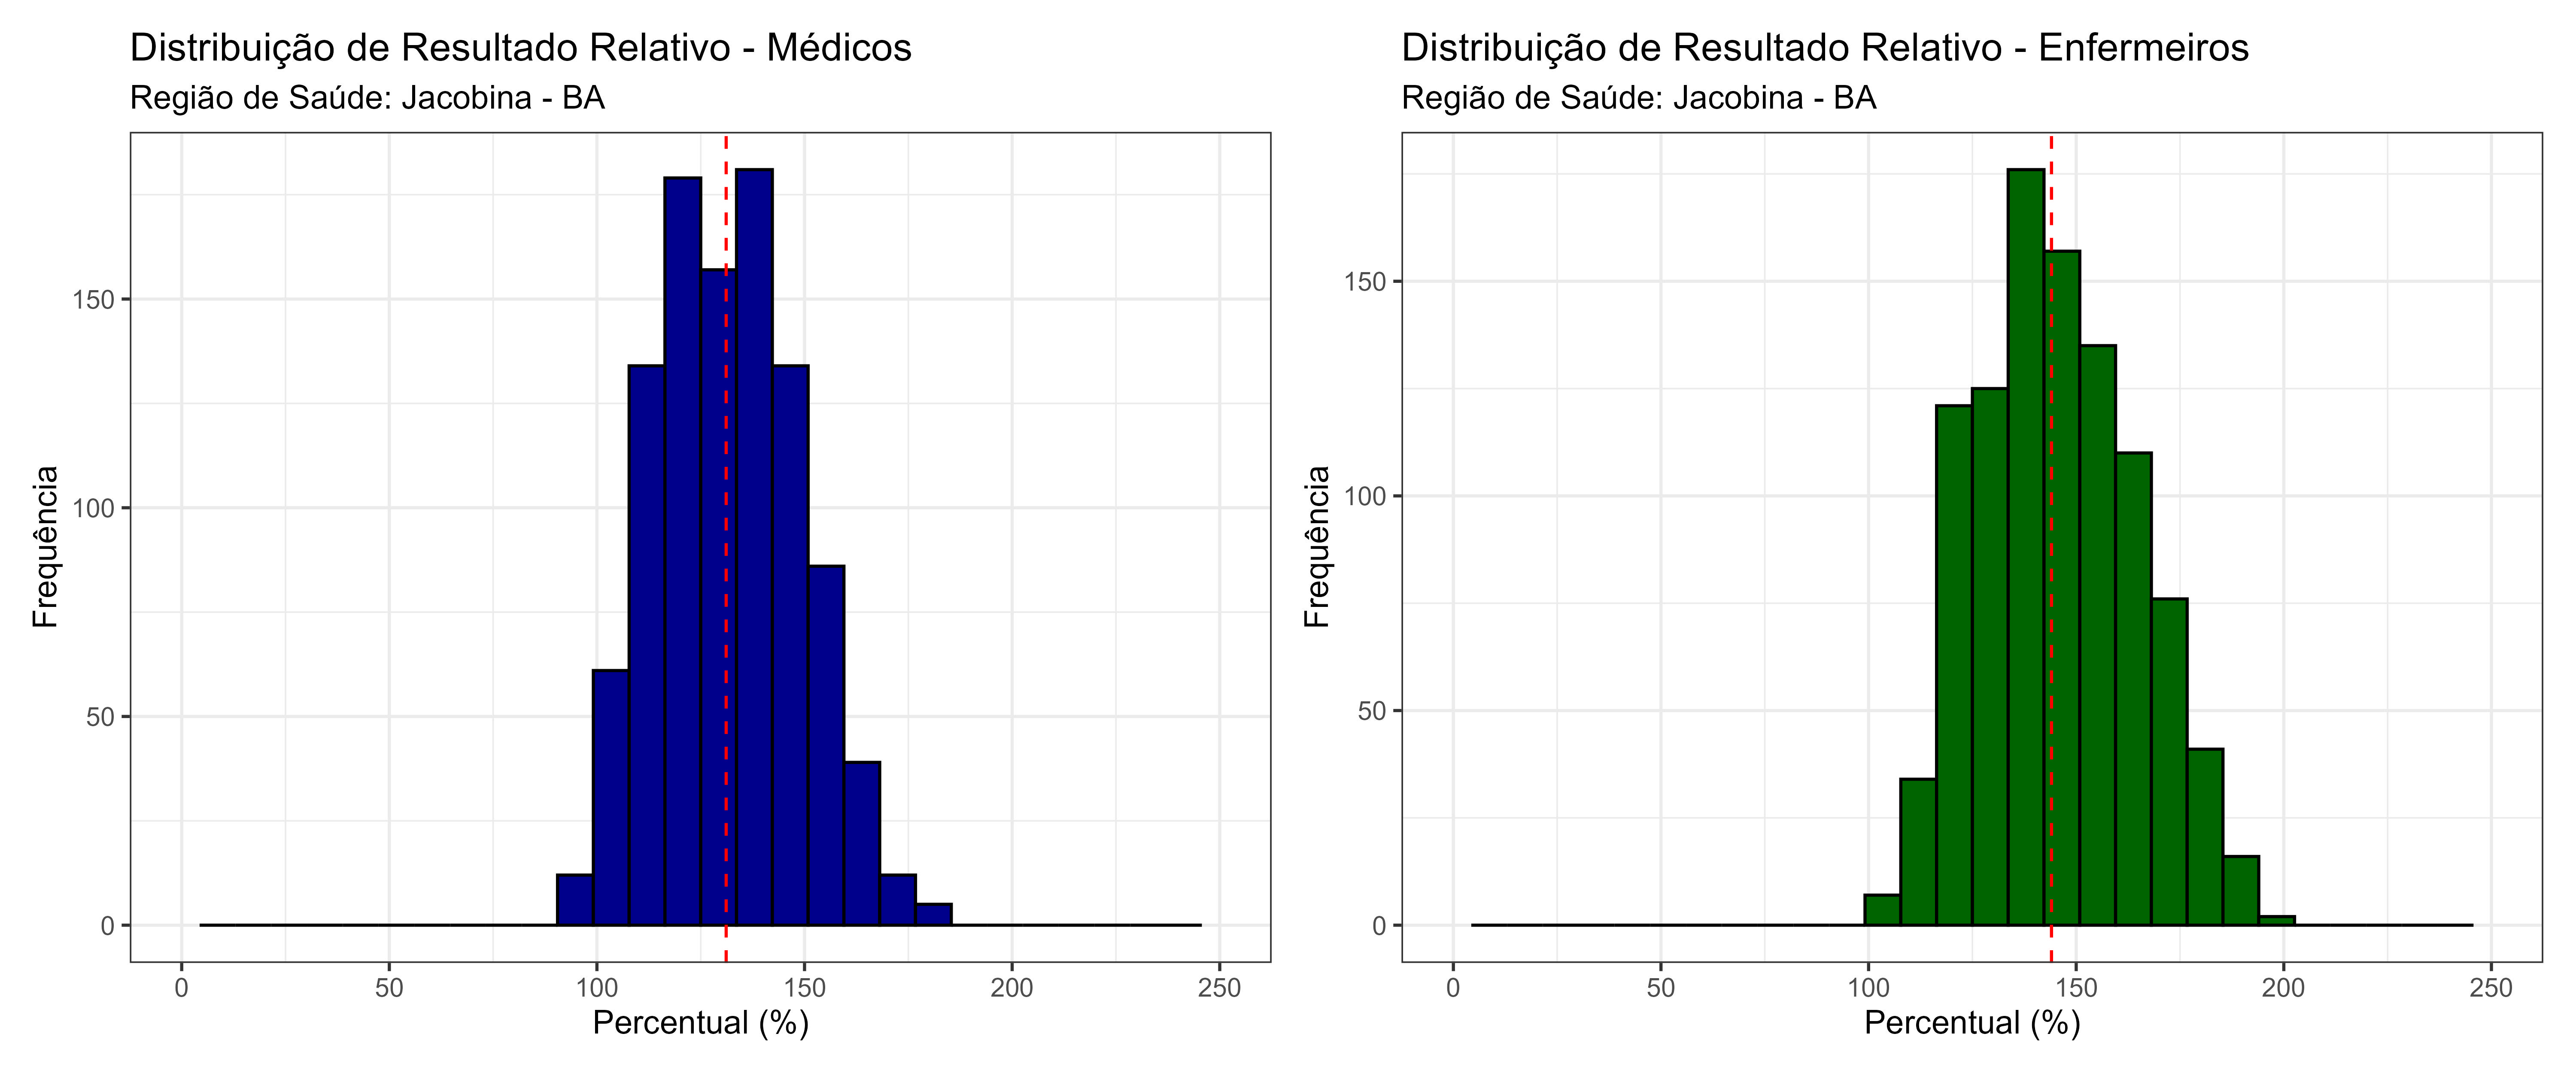 Distribuição de Resultado Relativo - Médicos
Região de Saúde: Jacobina - BA
Frequência
150
100
50
0
0 50 100 150 200 250
Percentual (%)
Distribuição de Resultado Relativo - Enfermeiros
Região de Saúde: Jacobina - BA
Frequência
150
100
50
0
0 50 100 150 200 250
Percentual (%)